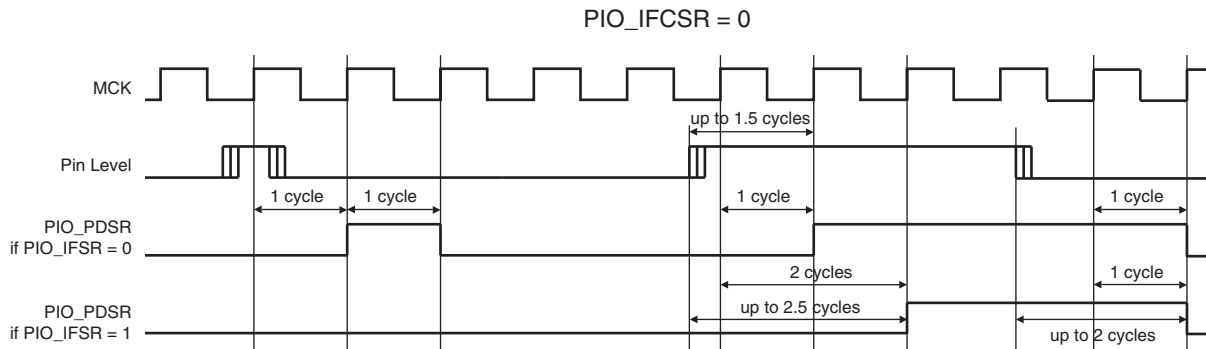 PIO_IFCSR = 0
MCK
up to 1.5 cycles
Pin Level
1 cycle
1 cycle
1 cycle
1 cycle
PIO_PDSR
if PIO_IFSR = 0
2 cycles
1 cycle
PIO_PDSR
if PIO_IFSR = 1
up to 2.5 cycles
up to 2 cycles